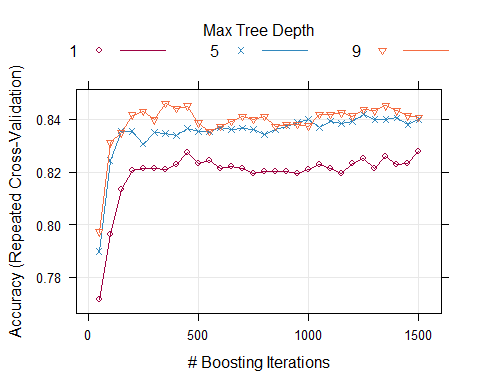 Max Tree Depth
1 5 9
Accuracy (Repeated Cross-Validation)
0.84
0.82
0.80
0.78
0 500 1000 1500
# Boosting Iterations